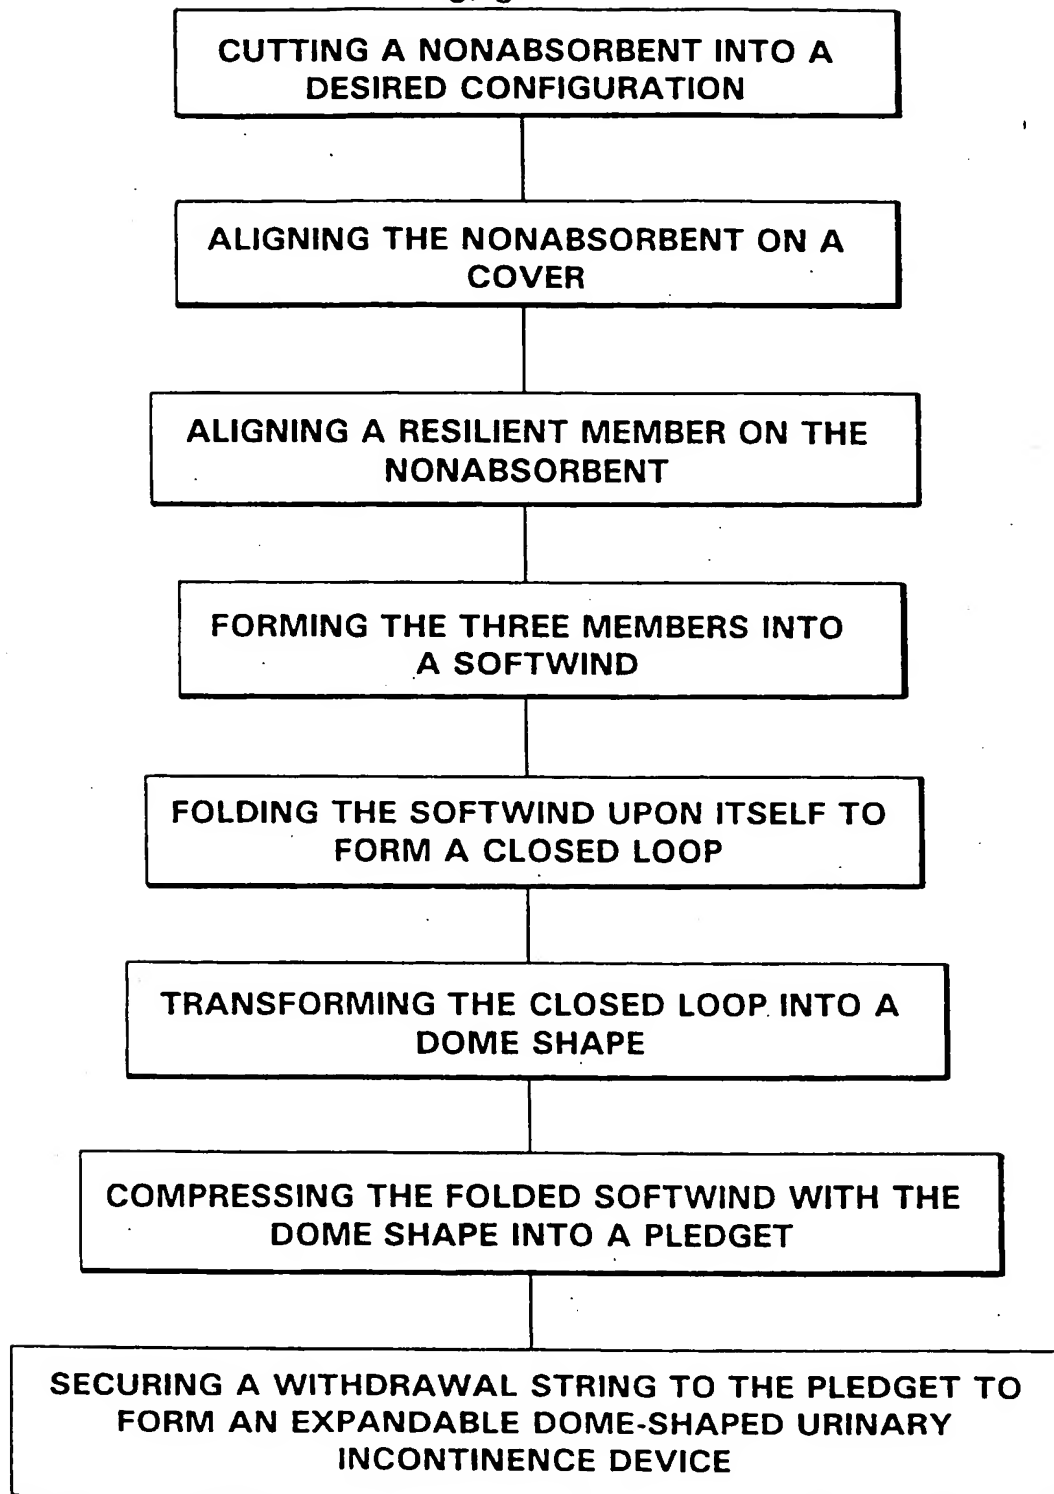 CUTTING A NONABSORBENT INTO A
DESIRED CONFIGURATION
ALIGNING THE NONABSORBENT ON A
COVER
ALIGNING A RESILIENT MEMBER ON THE
NONABSORBENT
FORMING THE THREE MEMBERS INTO
A SOFTWIND
FOLDING THE SOFTWIND UPON ITSELF TO
FORM A CLOSED LOOP
TRANSFORMING THE CLOSED LOOP INTO A
DOME SHAPE
COMPRESSING THE FOLDED SOFTWIND WITH THE
DOME SHAPE INTO A PLEDGET
SECURING A WITHDRAWAL STRING TO THE PLEDGET TO
FORM AN EXPANDABLE DOME-SHAPED URINARY
INCONTINENCE DEVICE